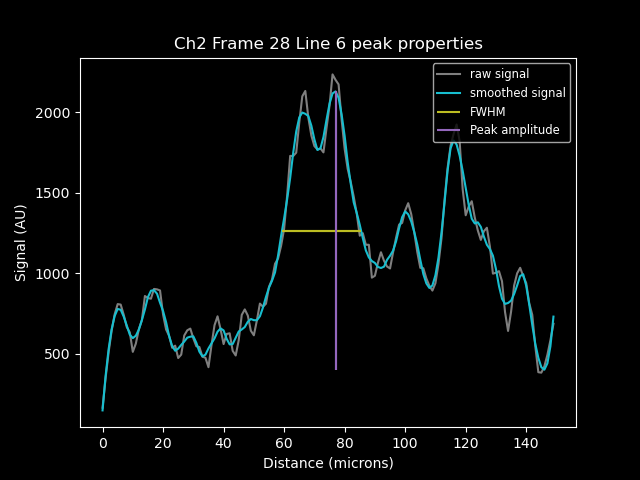 Ch2 Frame 28 Line 6 peak properties
raw signal
smoothed signal
FWHM
Peak amplitude
Signal (AU)
2000
1500
1000
500
0 20 40 60 80 100 120 140
Distance (microns)